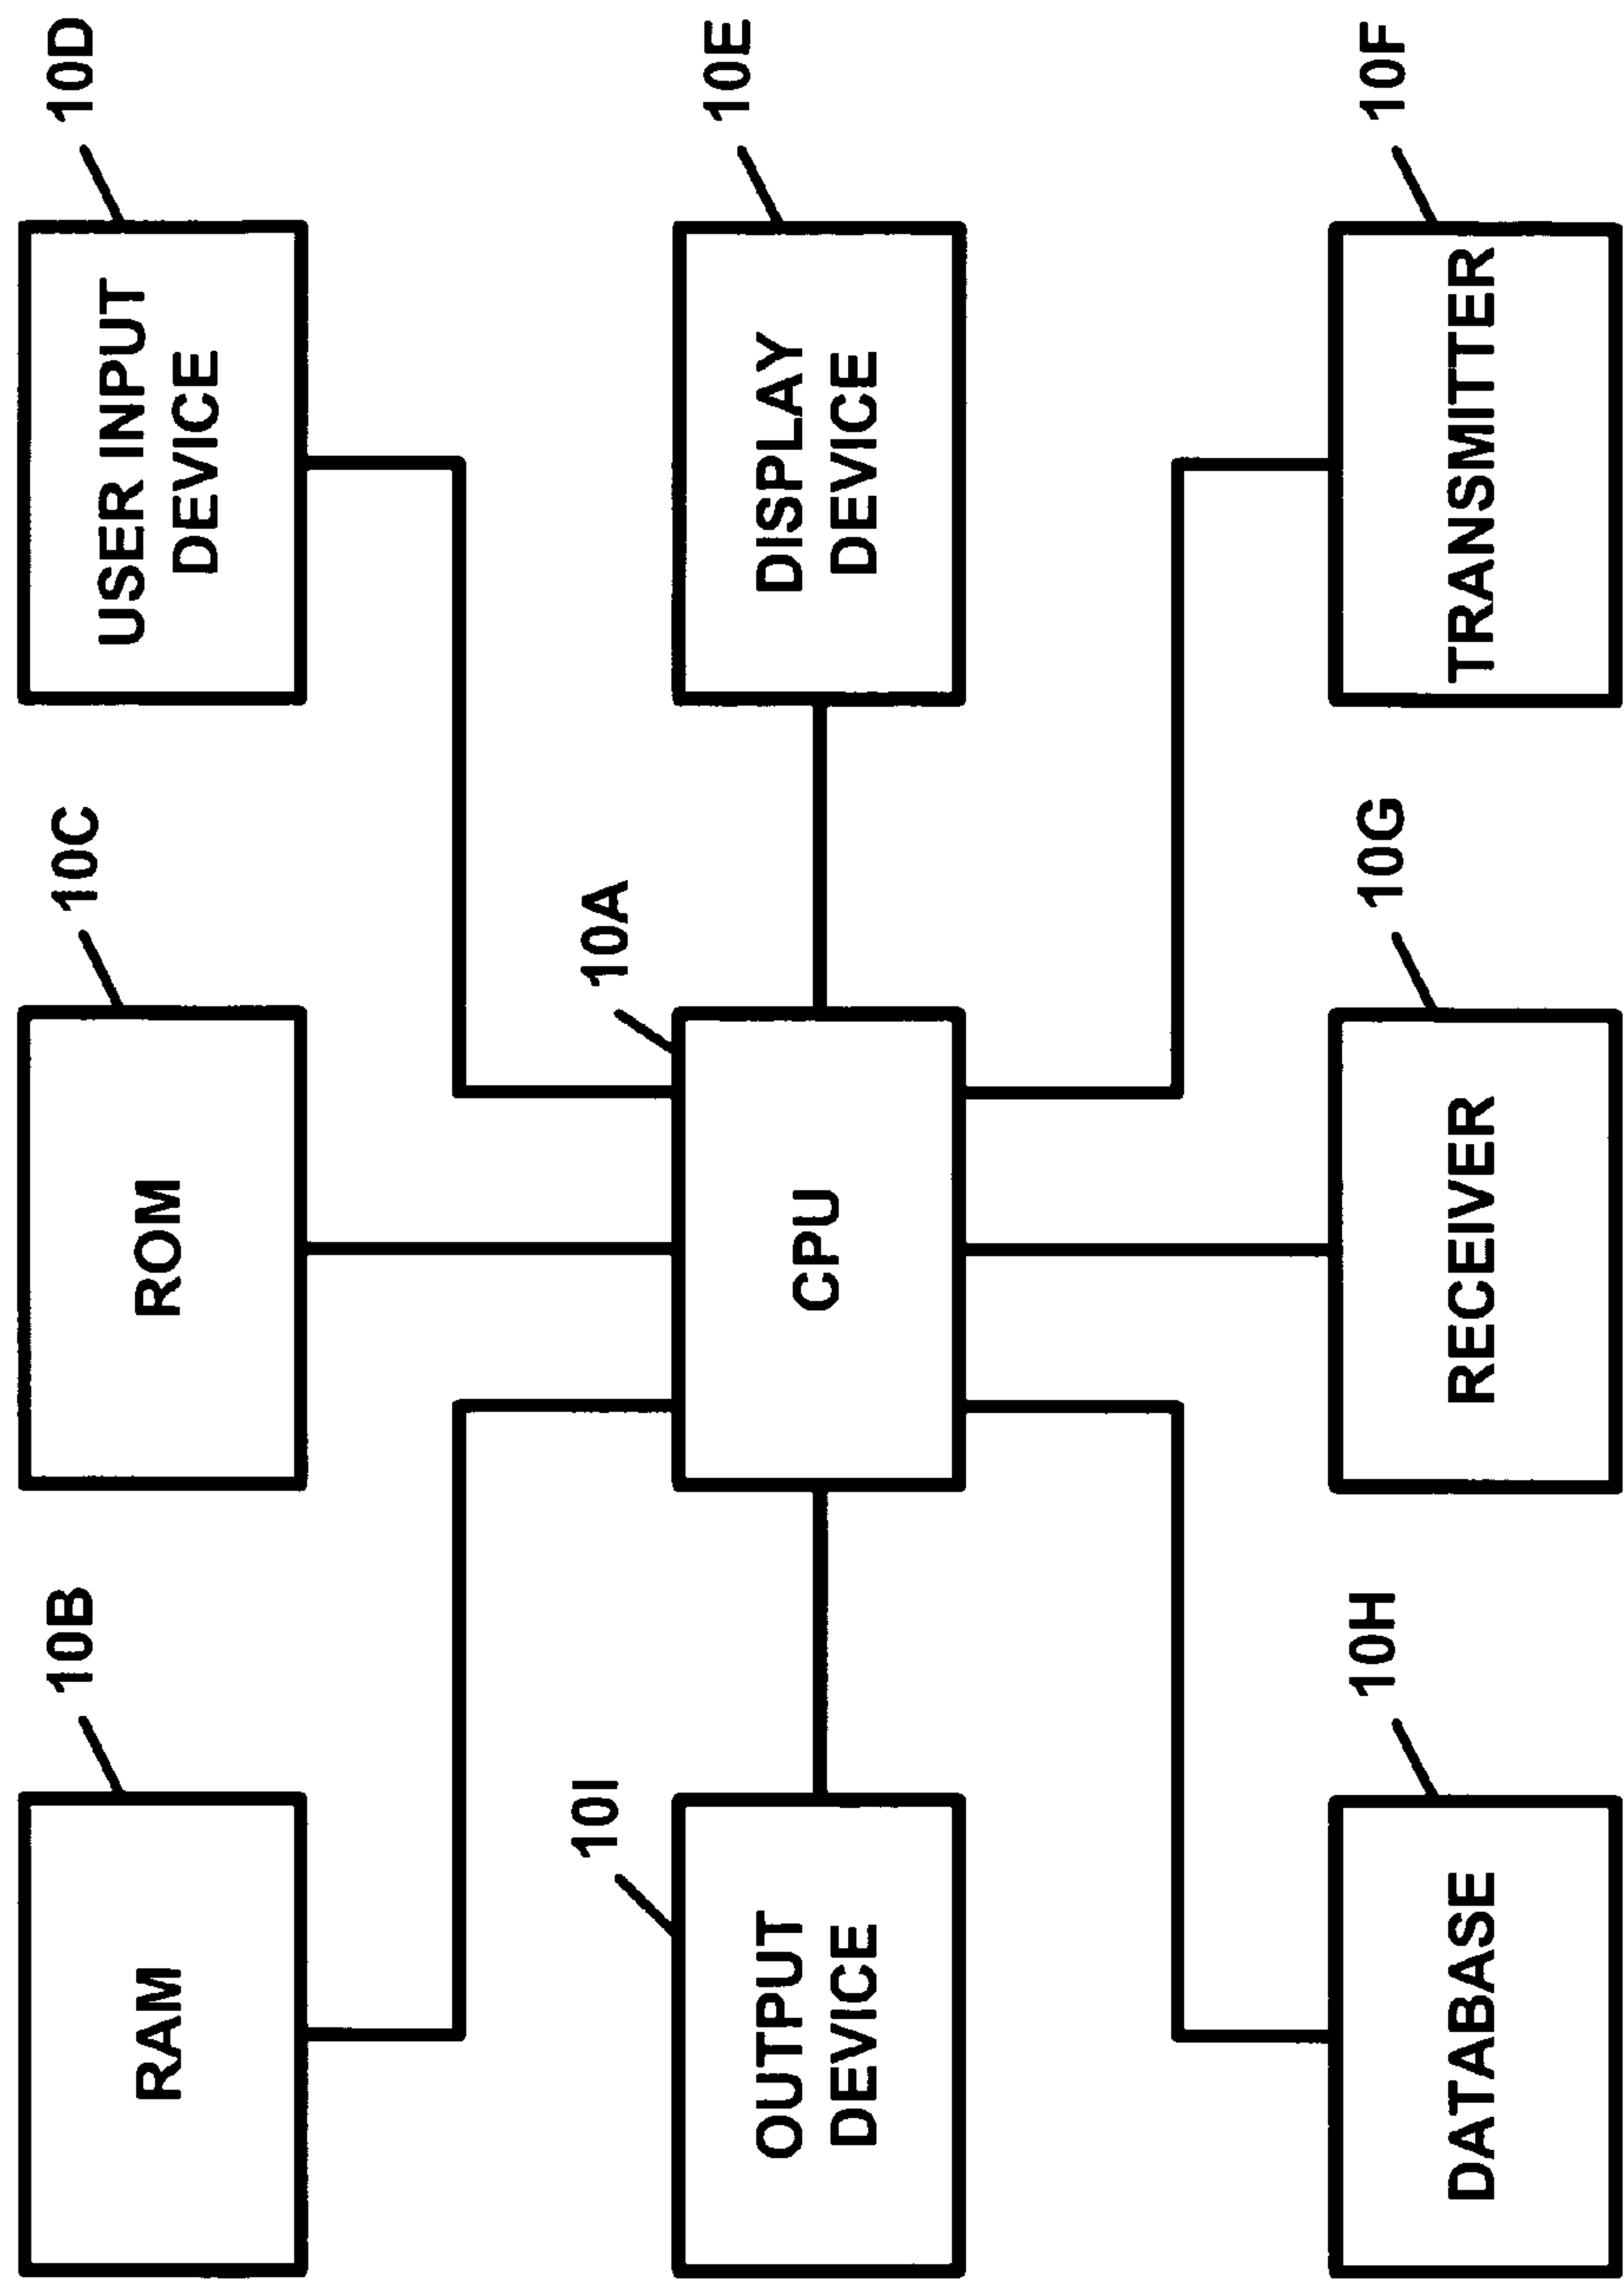 10B
RAM
10C
ROM
10D
USER INPUT
DEVICE
10I
OUTPUT
DEVICE
10A
CPU
10E
DISPLAY
DEVICE
10H
DATABASE
10G
RECEIVER
10F
TRANSMITTER